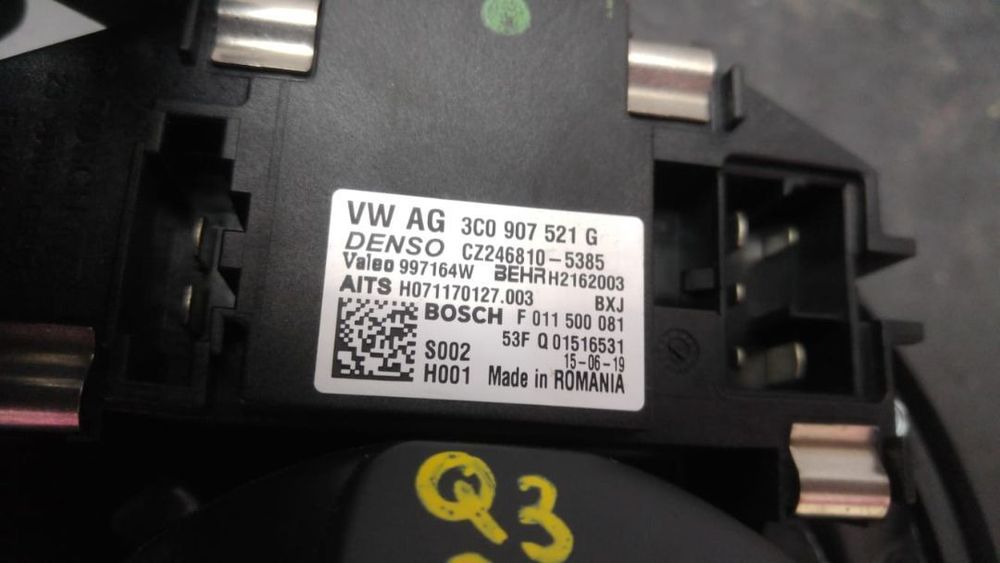 VW AG 3C0 907 521 G
DENSO CZ246810-5385
Valeo 997164W BEHR H2162003
AITS H071170127.003 BXJ
BOSCH F 011 500 081
53F Q 01516531
S002 15-06-19
H001 Made in ROMANIA
Q3